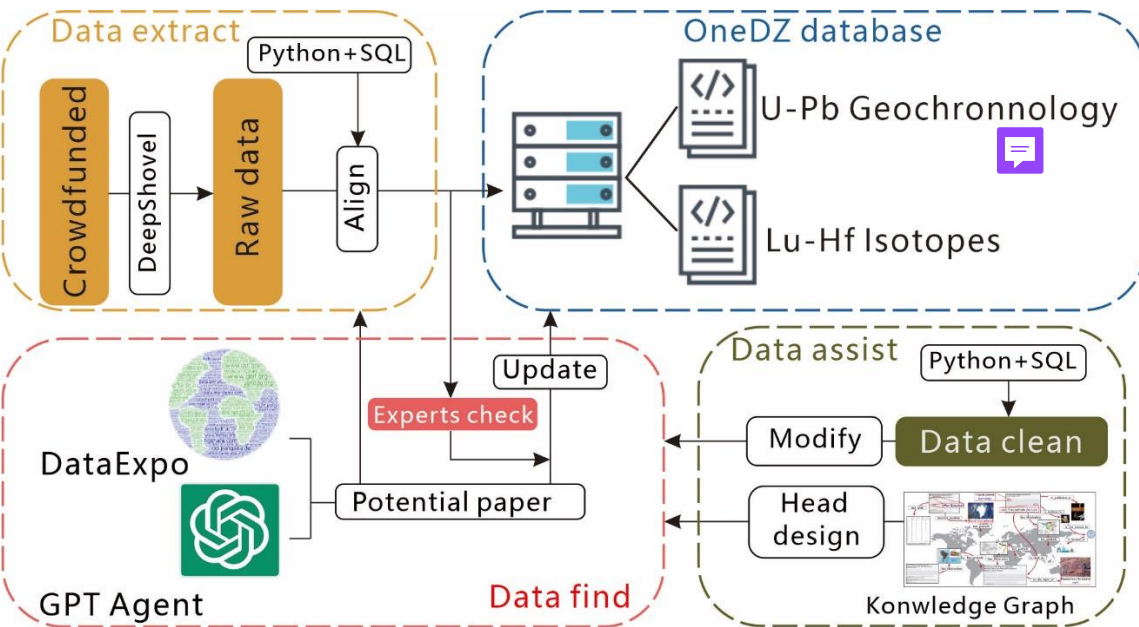 Data extract
Python+SQL
Crowdfunded
DeepShovel
Raw data
Align
OneDZ database
U-Pb Geochronnology
Lu-Hf Isotopes
DataExpo
GPT Agent
Potential paper
Experts check
Update
Data find
Data assist
Python+SQL
Modify
Data clean
Head
design
Konwledge Graph